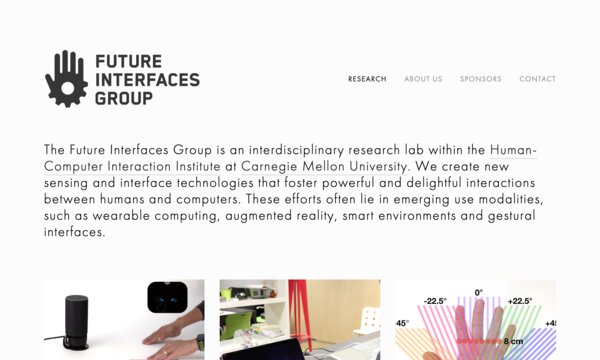 FUTURE
INTERFACES
GROUP
RESEARCH ABOUT US SPONSORS CONTACT
The Future Interfaces Group is an interdisciplinary research lab within the Human-
Computer Interaction Institute at Carnegie Mellon University. We create new
sensing and interface technologies that foster powerful and delightful interactions
between humans and computers. These efforts often lie in emerging use modalities,
such as wearable computing, augmented reality, smart environments and gestural
interfaces.
0°
-22.5° +22.5°
45° +4
8 cm